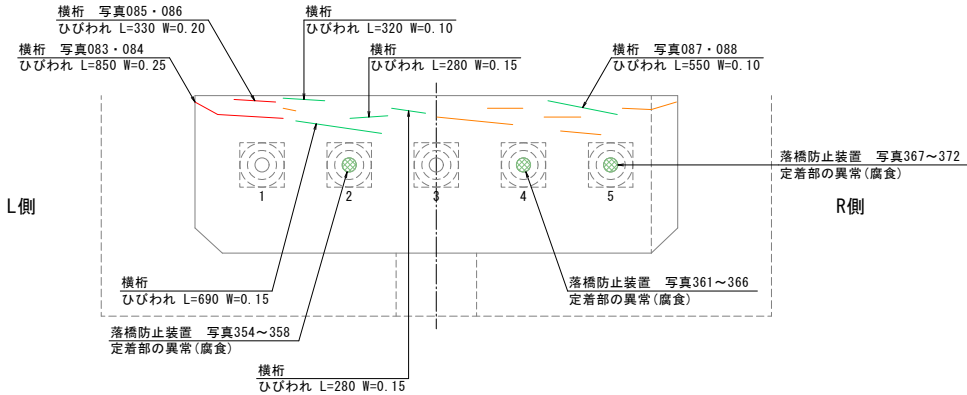 横桁　写真085・086
ひびわれ L=330 W=0.20
横桁
ひびわれ L=320 W=0.10
横桁　写真083・084
ひびわれ L=850 W=0.25
横桁
ひびわれ L=280 W=0.15
横桁　写真087・088
ひびわれ L=550 W=0.10
落橋防止装置　写真367～372
定着部の異常(腐食)
1
2
3
4
5
L側
R側
横桁
ひびわれ L=690 W=0.15
落橋防止装置　写真361～366
定着部の異常(腐食)
落橋防止装置　写真354～358
定着部の異常(腐食)
横桁
ひびわれ L=280 W=0.15